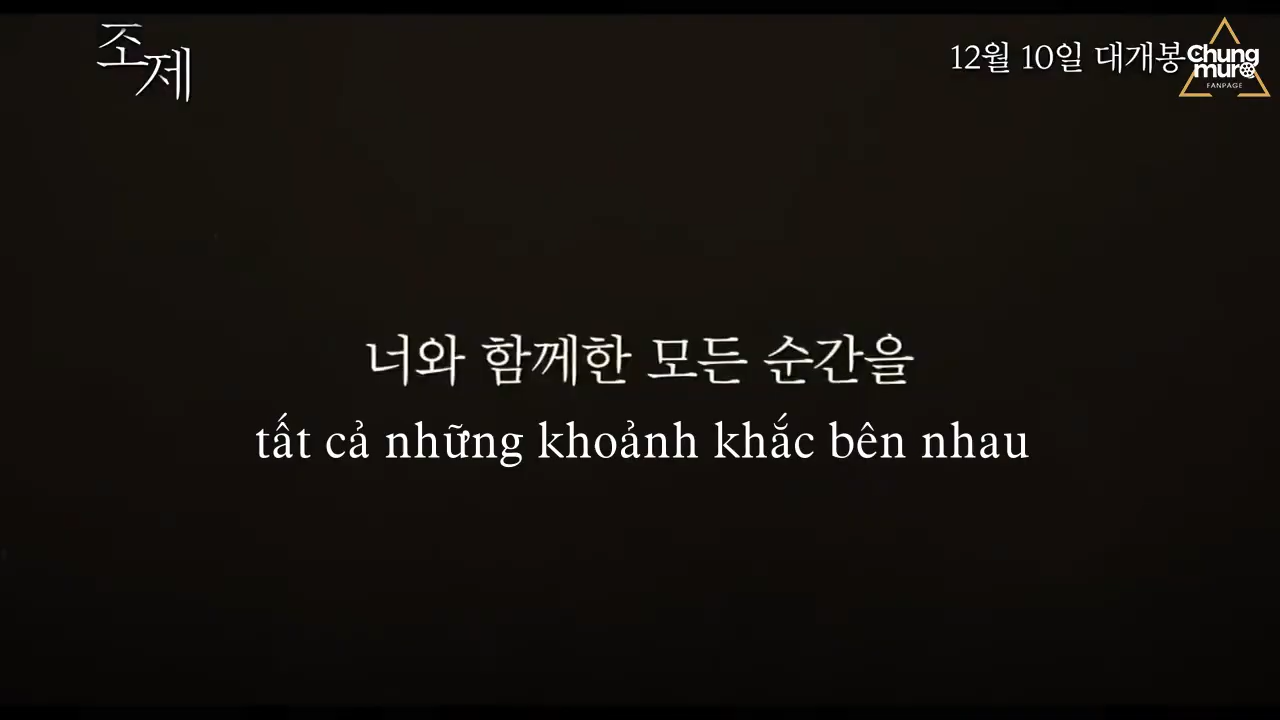 조제
12월 10일 대개봉
Chung
muro
FANPAGE
너와 함께한 모든 순간을
tất cả những khoảnh khắc bên nhau